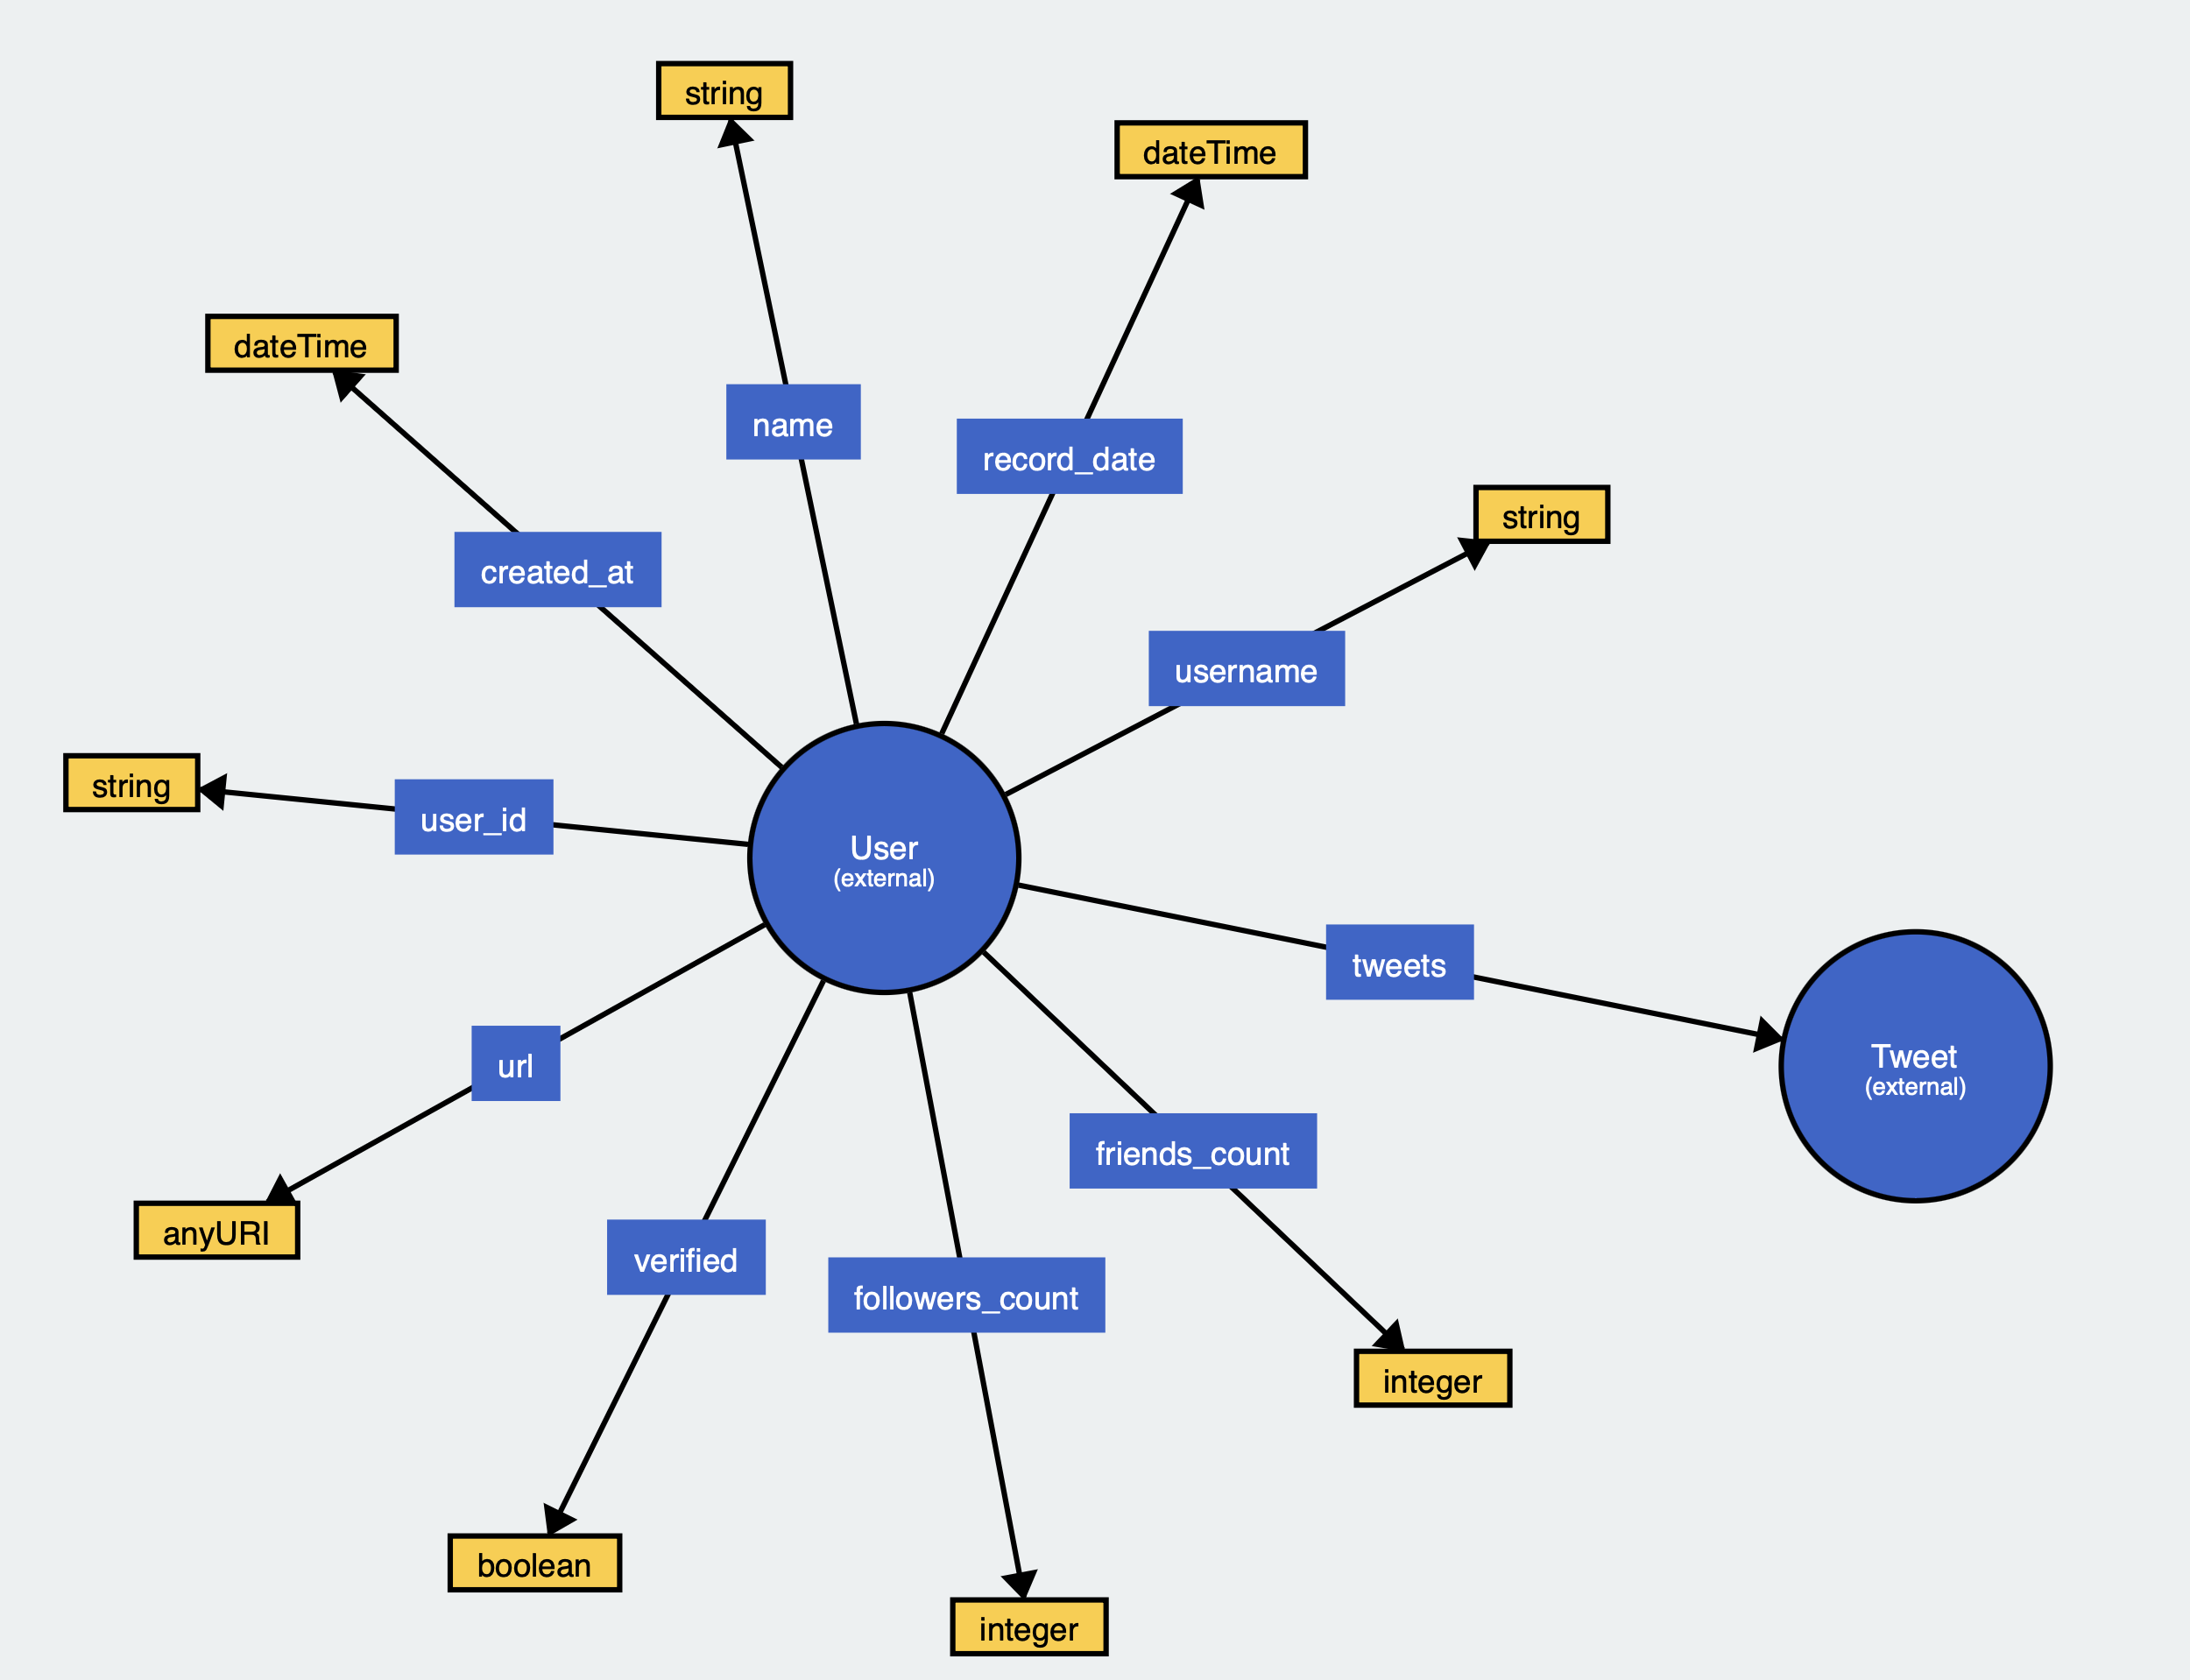 string
dateTime
dateTime
name
record_date
string
created_at
username
string
user_id
User
(external)
tweets
Tweet
(external)
url
friends_count
anyURI
verified
followers_count
integer
boolean
integer